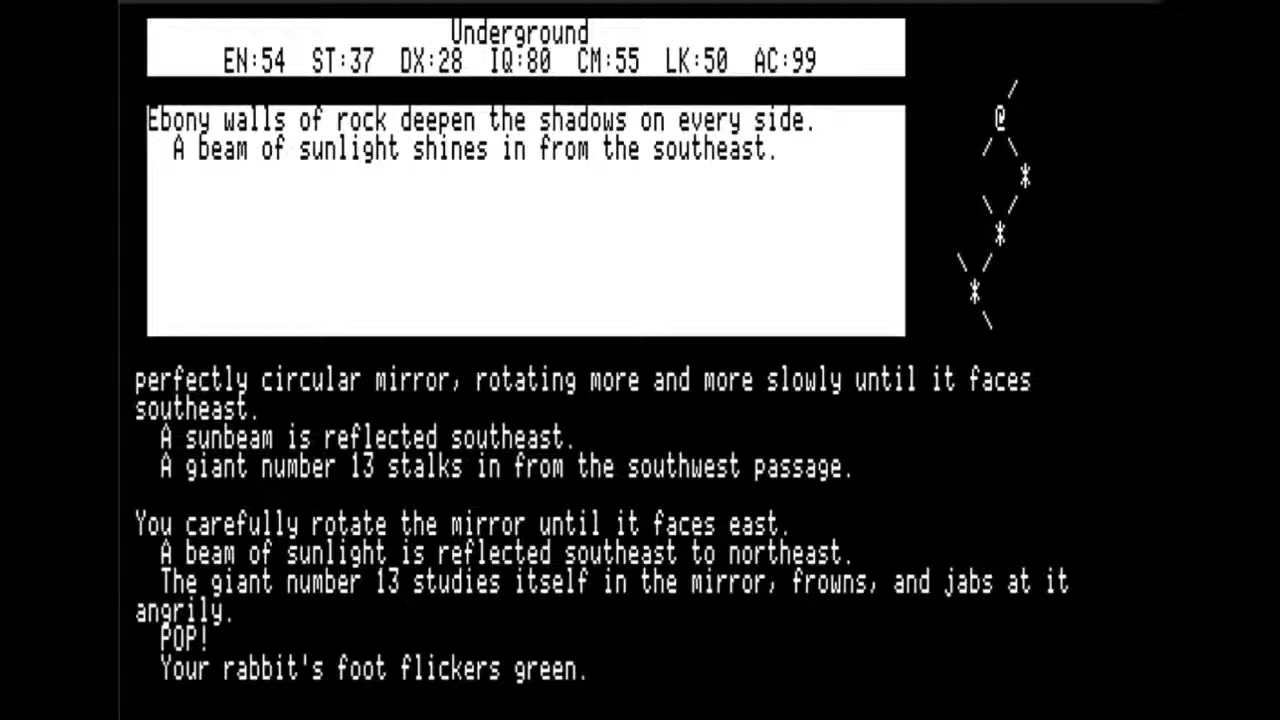 Underground
EN:54 ST:37 DX:28 IQ:80 CM:55 LK:50 AC:99
Ebony walls of rock deepen the shadows on every side.
A beam of sunlight shines in from the southeast.
/
@
/ \
*
\ /
*
\ /
*
\
perfectly circular mirror, rotating more and more slowly until it faces
southeast.
A sunbeam is reflected southeast.
A giant number 13 stalks in from the southwest passage.
You carefully rotate the mirror until it faces east.
A beam of sunlight is reflected southeast to northeast.
The giant number 13 studies itself in the mirror, frowns, and jabs at it
angrily.
POP!
Your rabbit's foot flickers green.